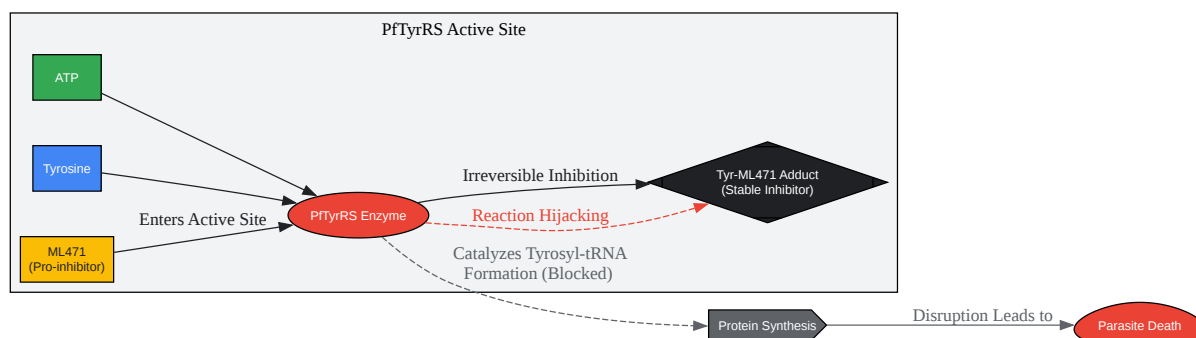 PfTyrRS Active Site
ATP
Tyrosine
ML471
(Pro-inhibitor)
Enters Active Site
PfTyrRS Enzyme
Irreversible Inhibition
Reaction Hijacking
Tyr-ML471 Adduct
(Stable Inhibitor)
Catalyzes Tyrosyl-tRNA
Formation (Blocked)
Protein Synthesis
Disruption Leads to
Parasite Death